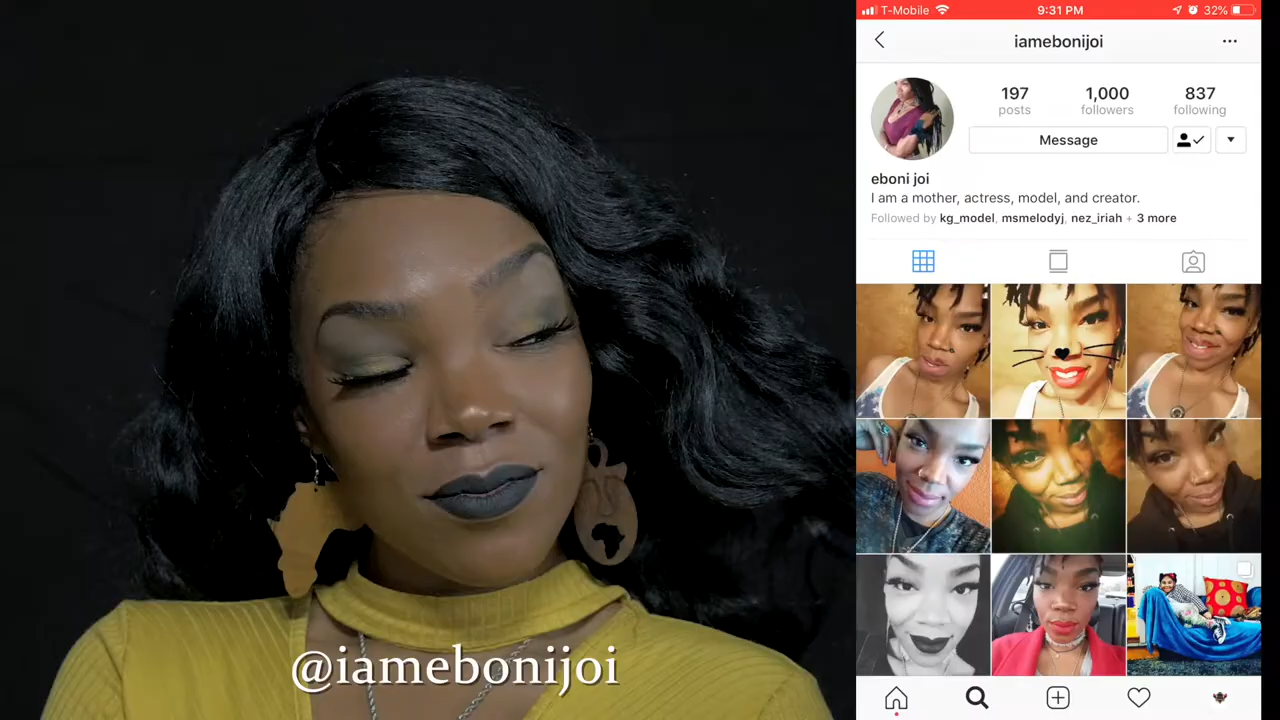 T-Mobile 9:31 PM 32%
iamebonijoi
197 1,000 837
posts followers following
Message
eboni joi
I am a mother, actress, model, and creator.
Followed by kg_model, msmelodyj, nez_iriah + 3 more
@iamebonijoi